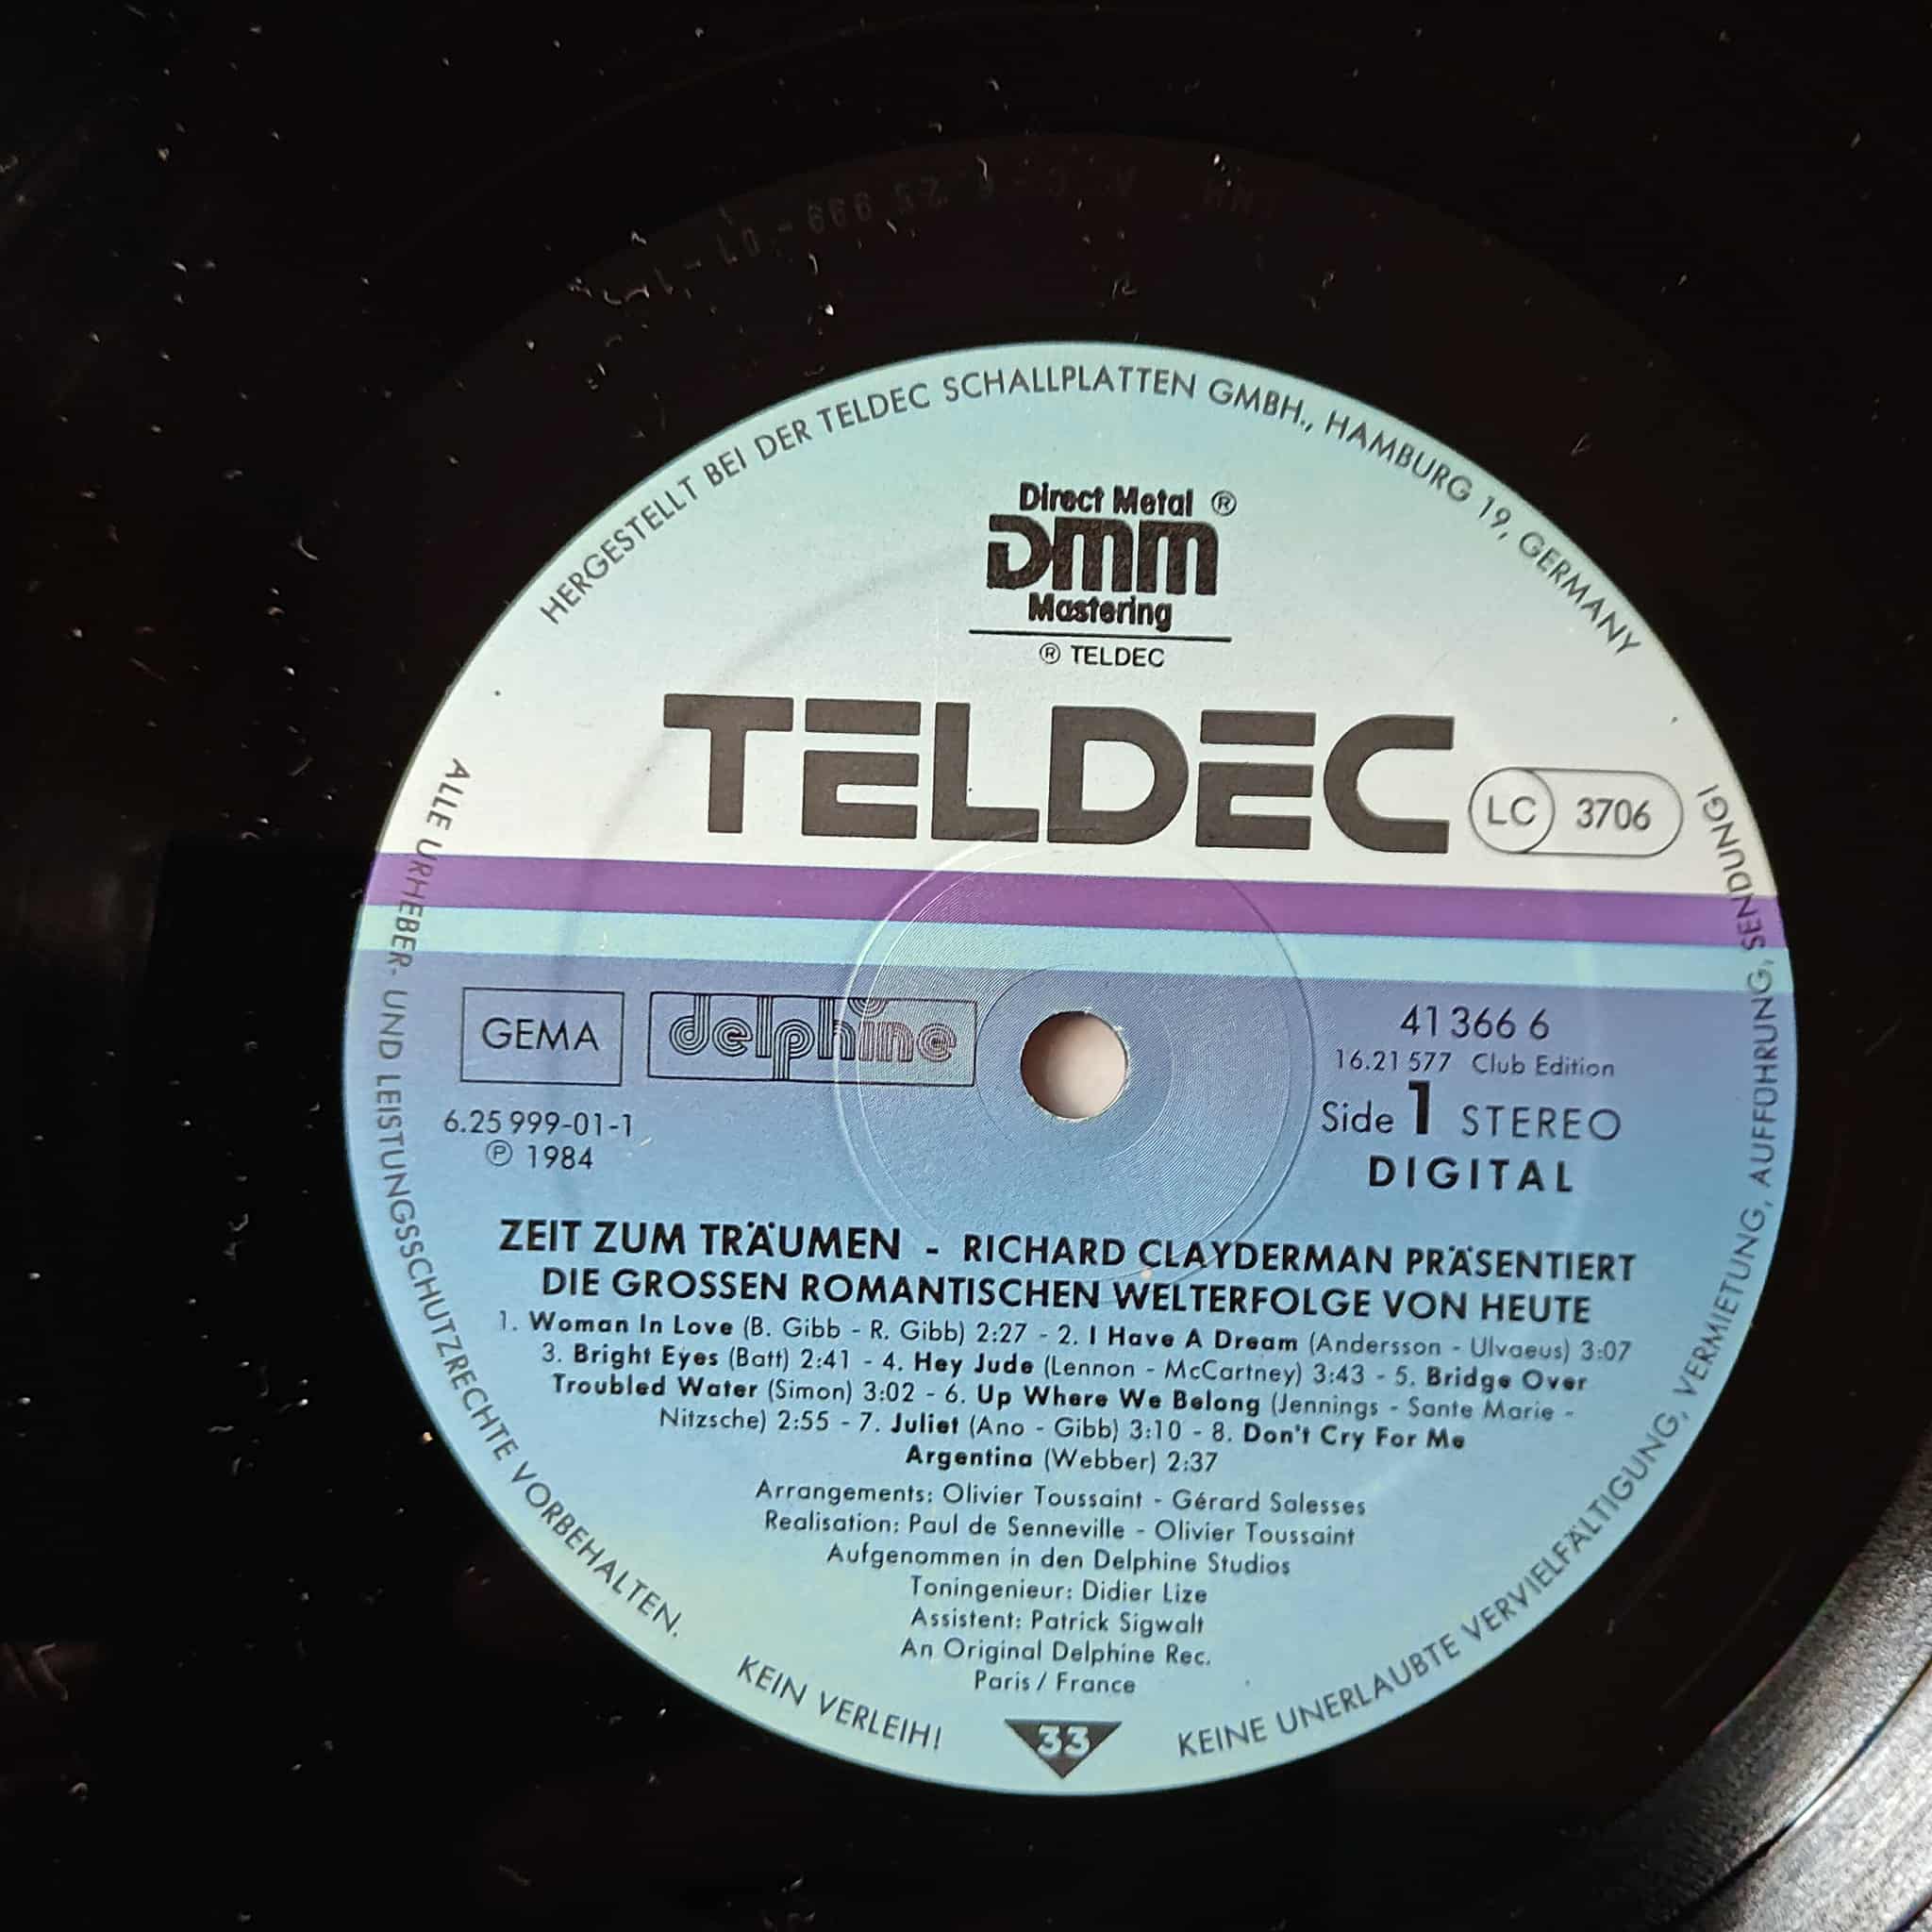 HERGESTELLT BEI DER TELDEC SCHALLPLATTEN GMBH., HAMBURG 19, GERMANY
Direct Metal ®
DMM
Mastering
® TELDEC
TELDEC
LC 3706
GEMA
delphine
6.25 999-01-1
Ⓟ 1984
41 366 6
16.21 577 Club Edition
Side 1 STEREO
DIGITAL
ZEIT ZUM TRÄUMEN - RICHARD CLAYDERMAN PRÄSENTIERT
DIE GROSSEN ROMANTISCHEN WELTERFOLGE VON HEUTE
1. Woman In Love (B. Gibb - R. Gibb) 2:27 - 2. I Have A Dream (Andersson - Ulvaeus) 3:07
3. Bright Eyes (Batt) 2:41 - 4. Hey Jude (Lennon - McCartney) 3:43 - 5. Bridge Over
Troubled Water (Simon) 3:02 - 6. Up Where We Belong (Jennings - Sante Marie -
Nitzsche) 2:55 - 7. Juliet (Ano - Gibb) 3:10 - 8. Don't Cry For Me
Argentina (Webber) 2:37
Arrangements: Olivier Toussaint - Gérard Salesses
Realisation: Paul de Senneville - Olivier Toussaint
Aufgenommen in den Delphine Studios
Toningenieur: Didier Lize
Assistent: Patrick Sigwalt
An Original Delphine Rec.
Paris / France
33
ALLE URHEBER- UND LEISTUNGSSCHUTZRECHTE VORBEHALTEN.
KEIN VERLEIH!
KEINE UNERLAUBTE VERVIELFÄLTIGUNG, VERMIETUNG, AUFFÜHRUNG, SENDUNG!